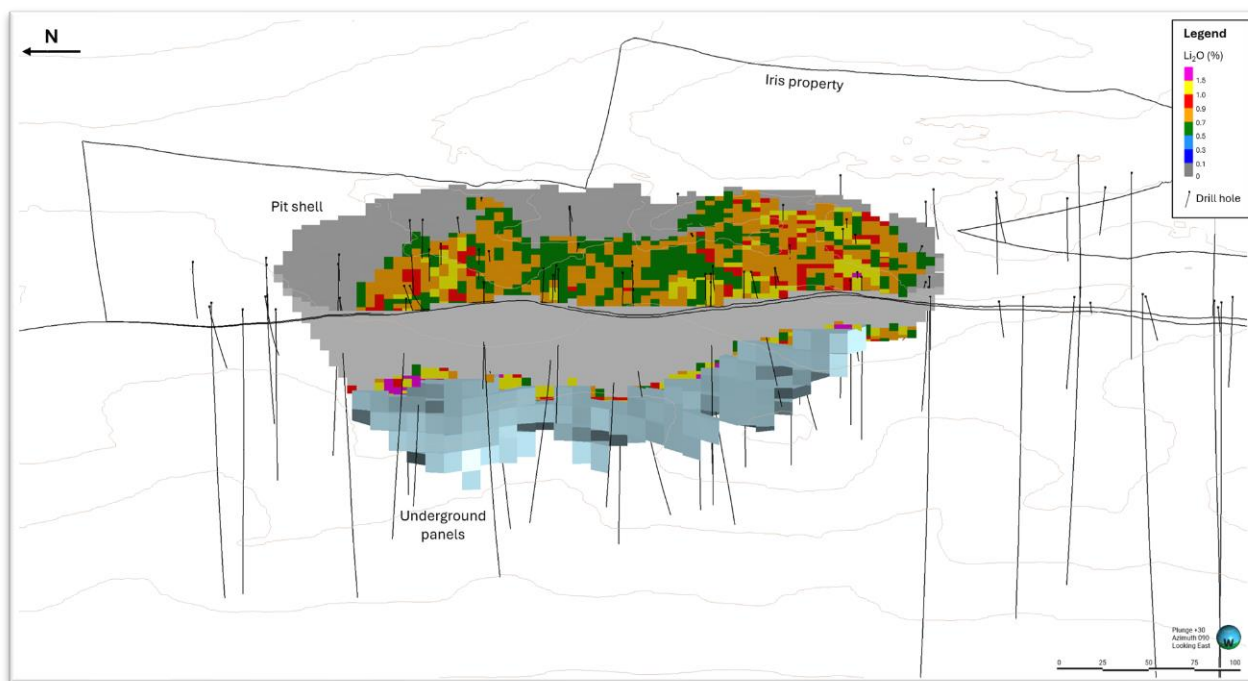 N
Legend
Li₂O (%)
1.5
1.0
0.9
0.7
0.5
0.3
0.1
0
Drill hole
Iris property
Pit shell
Underground
panels
Plunge +30
Azimuth 090
Looking East
W
0 25 50 75 100